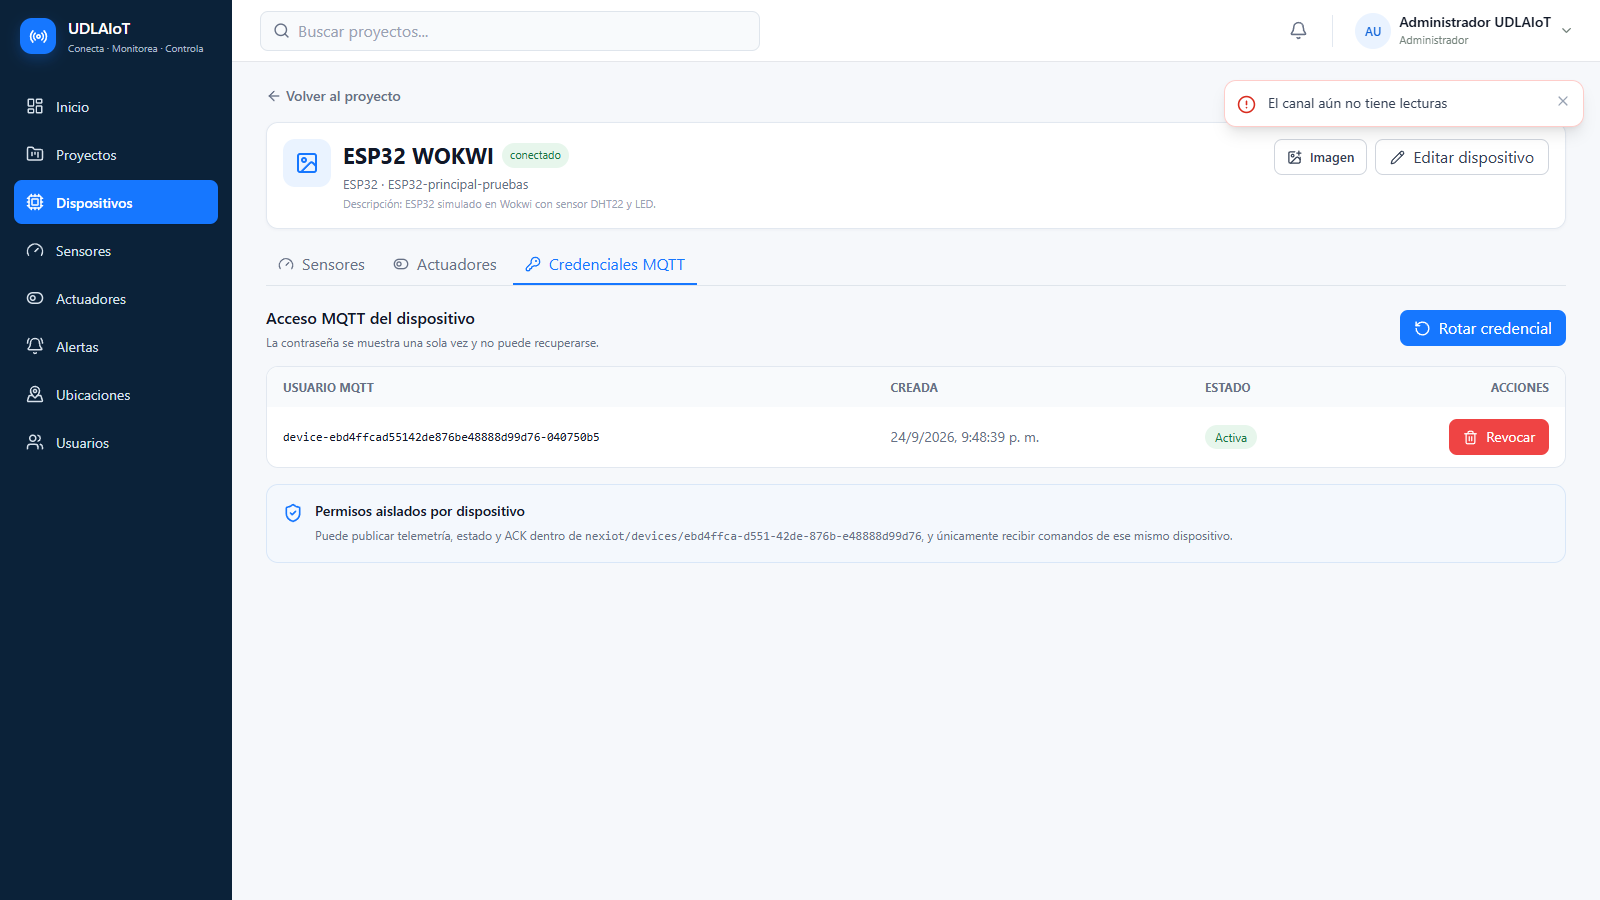 UDLAIoT
Conecta · Monitorea · Controla
Buscar proyectos...
AU
Administrador UDLAIoT
Administrador
Inicio
Proyectos
Dispositivos
Sensores
Actuadores
Alertas
Ubicaciones
Usuarios
Volver al proyecto
El canal aún no tiene lecturas
ESP32 WOKWI
conectado
ESP32 · ESP32-principal-pruebas
Descripción: ESP32 simulado en Wokwi con sensor DHT22 y LED.
Imagen
Editar dispositivo
Sensores
Actuadores
Credenciales MQTT
Acceso MQTT del dispositivo
La contraseña se muestra una sola vez y no puede recuperarse.
Rotar credencial
USUARIO MQTT
CREADA
ESTADO
ACCIONES
device-ebd4ffcad55142de876be48888d99d76-040750b5
24/9/2026, 9:48:39 p. m.
Activa
Revocar
Permisos aislados por dispositivo
Puede publicar telemetría, estado y ACK dentro de nexiot/devices/ebd4ffca-d551-42de-876b-e48888d99d76, y únicamente recibir comandos de ese mismo dispositivo.